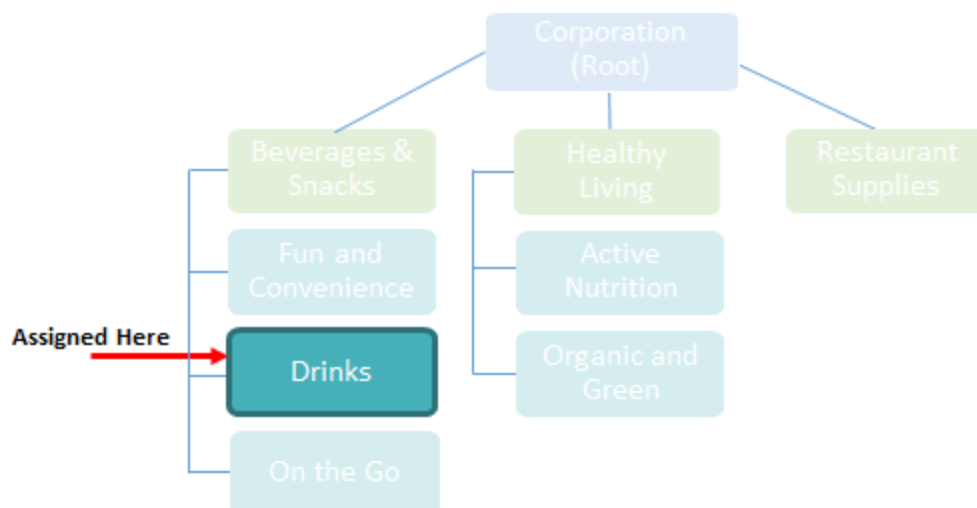 Corporation
(Root)
Beverages &
Snacks
Healthy
Living
Restaurant
Supplies
Fun and
Convenience
Active
Nutrition
Assigned Here
Drinks
Organic and
Green
On the Go